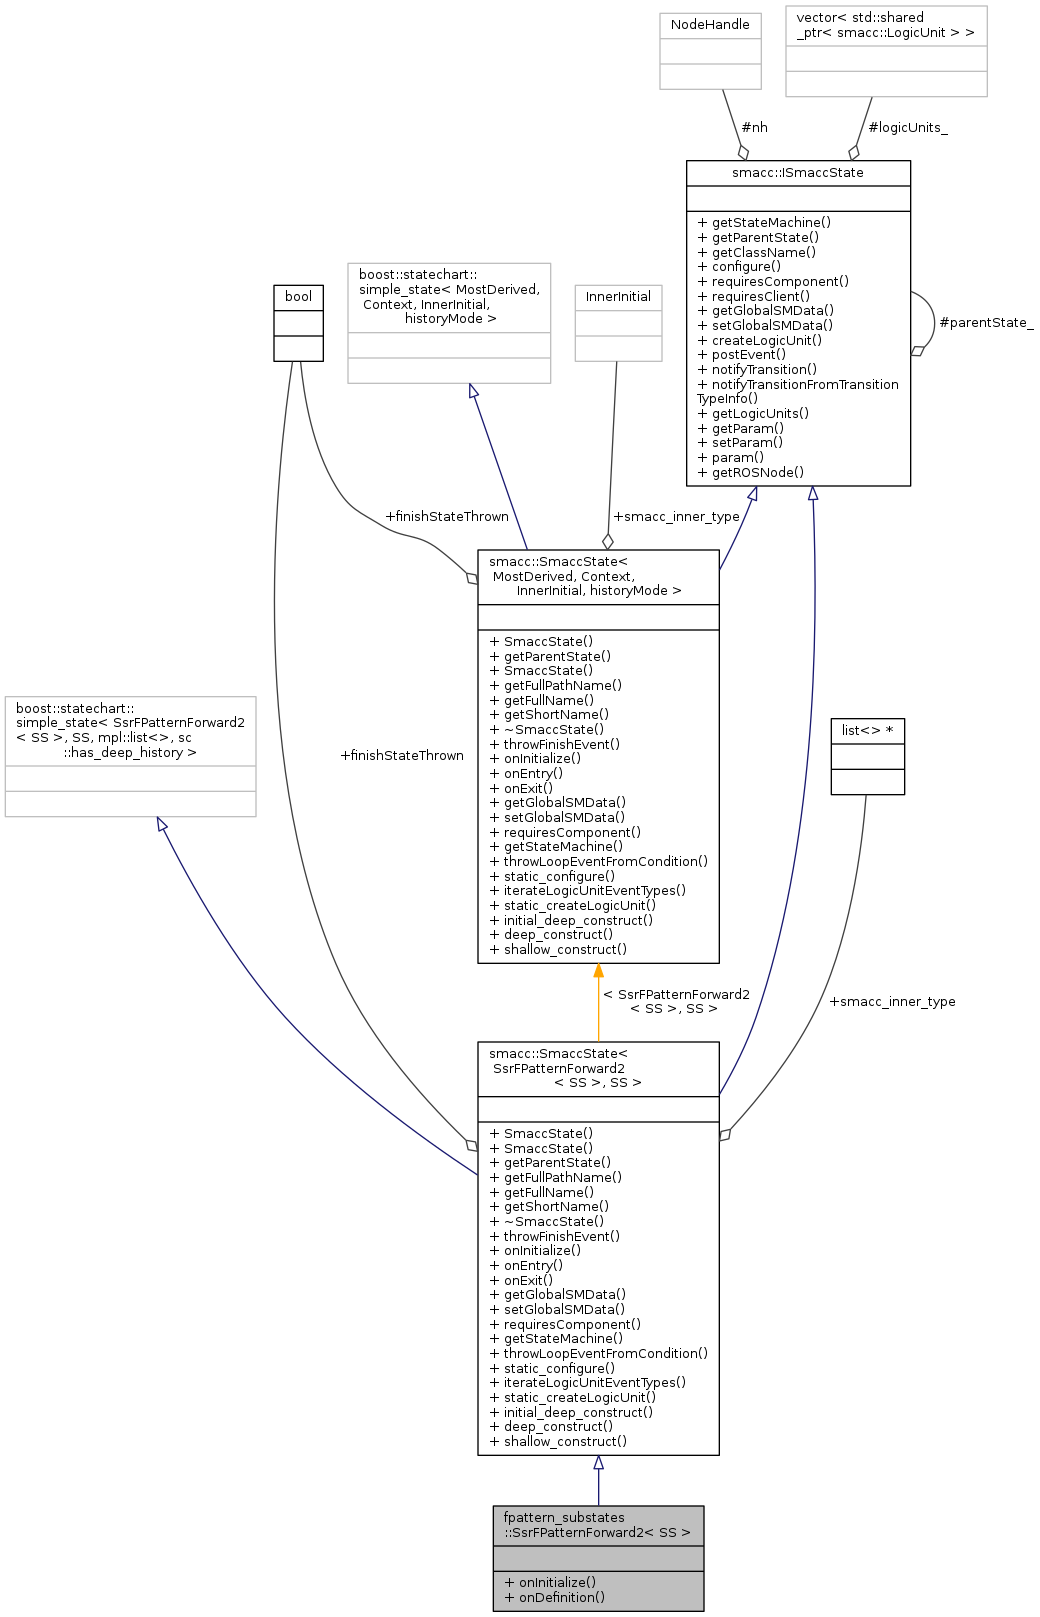 NodeHandle
vector< std::shared
_ptr< smacc::LogicUnit > >
#nh
#logicUnits_
smacc::ISmaccState
+ getStateMachine()
+ getParentState()
+ getClassName()
+ configure()
+ requiresComponent()
+ requiresClient()
+ getGlobalSMData()
+ setGlobalSMData()
+ createLogicUnit()
+ postEvent()
+ notifyTransition()
+ notifyTransitionFromTransition
TypeInfo()
+ getLogicUnits()
+ getParam()
+ setParam()
+ param()
+ getROSNode()
#parentState_
bool
boost::statechart::
simple_state< MostDerived,
Context, InnerInitial,
historyMode >
InnerInitial
+finishStateThrown
+smacc_inner_type
smacc::SmaccState<
MostDerived, Context,
InnerInitial, historyMode >
+ SmaccState()
+ getParentState()
+ SmaccState()
+ getFullPathName()
+ getFullName()
+ getShortName()
+ ~SmaccState()
+ throwFinishEvent()
+ onInitialize()
+ onEntry()
+ onExit()
+ getGlobalSMData()
+ setGlobalSMData()
+ requiresComponent()
+ getStateMachine()
+ throwLoopEventFromCondition()
+ static_configure()
+ iterateLogicUnitEventTypes()
+ static_createLogicUnit()
+ initial_deep_construct()
+ deep_construct()
+ shallow_construct()
boost::statechart::
simple_state< SsrFPatternForward2
< SS >, SS, mpl::list<>, sc
::has_deep_history >
+finishStateThrown
list<> *
< SsrFPatternForward2
< SS >, SS >
+smacc_inner_type
smacc::SmaccState<
SsrFPatternForward2
< SS >, SS >
+ SmaccState()
+ SmaccState()
+ getParentState()
+ getFullPathName()
+ getFullName()
+ getShortName()
+ ~SmaccState()
+ throwFinishEvent()
+ onInitialize()
+ onEntry()
+ onExit()
+ getGlobalSMData()
+ setGlobalSMData()
+ requiresComponent()
+ getStateMachine()
+ throwLoopEventFromCondition()
+ static_configure()
+ iterateLogicUnitEventTypes()
+ static_createLogicUnit()
+ initial_deep_construct()
+ deep_construct()
+ shallow_construct()
fpattern_substates
::SsrFPatternForward2< SS >
+ onInitialize()
+ onDefinition()